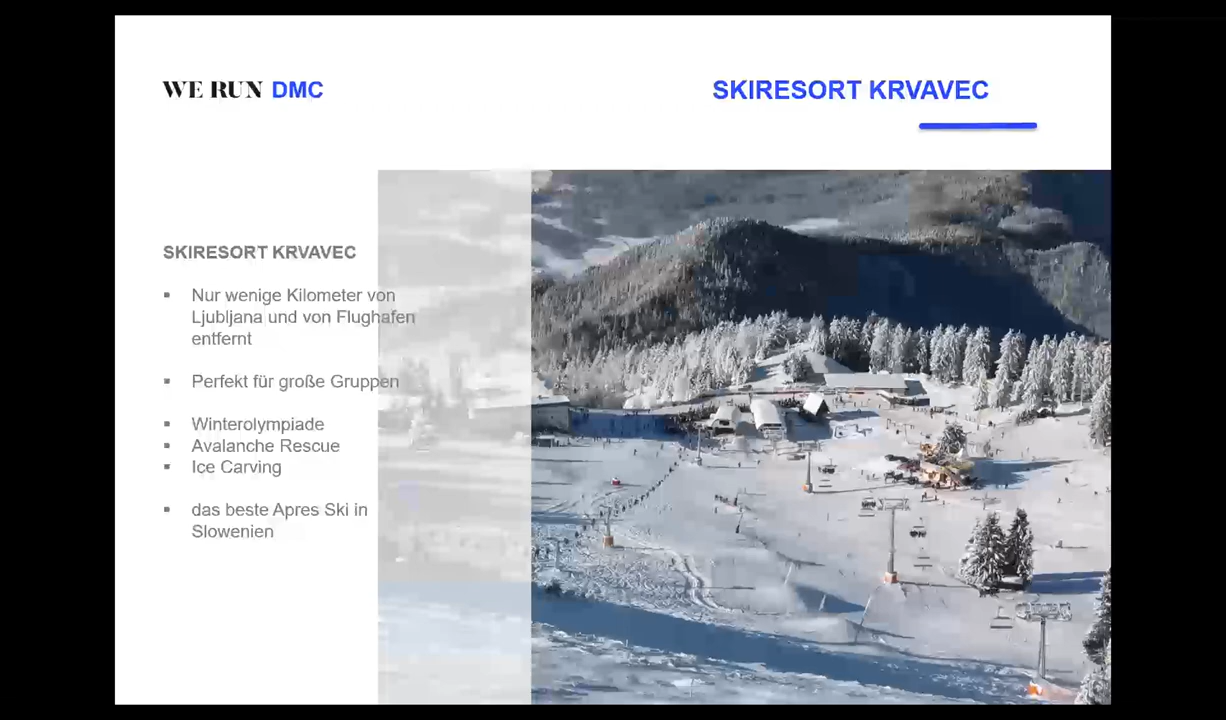 WE RUN DMC
SKIRESORT KRVAVEC
SKIRESORT KRVAVEC
▪ Nur wenige Kilometer von
Ljubljana und von Flughafen
entfernt
▪ Perfekt für große Gruppen
▪ Winterolympiade
▪ Avalanche Rescue
▪ Ice Carving
▪ das beste Apres Ski in
Slowenien